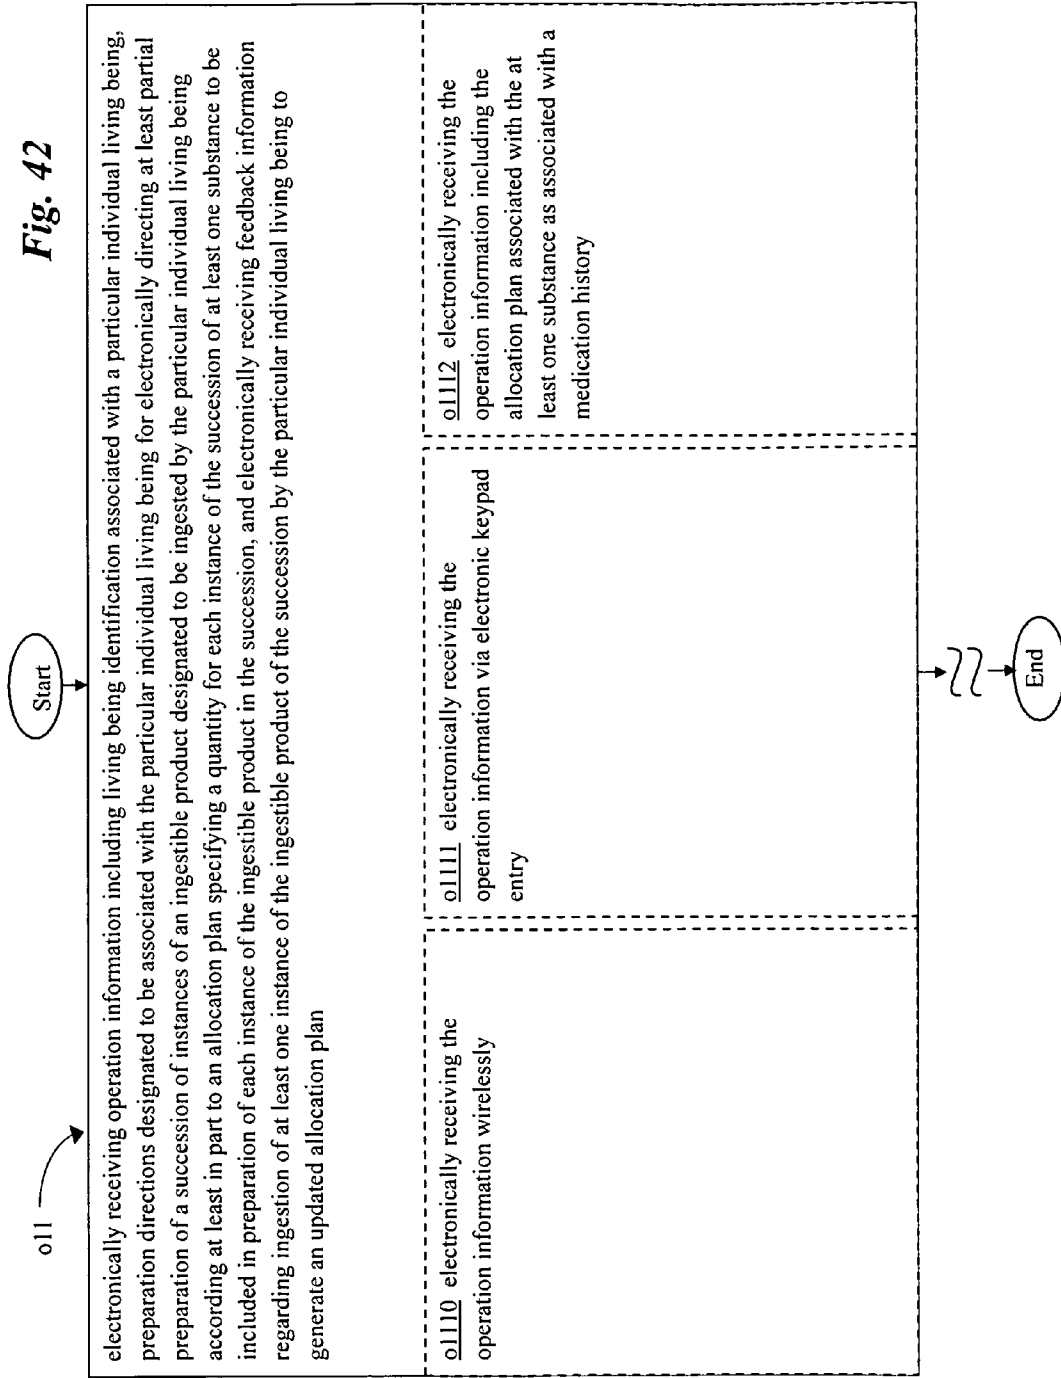 Fig. 42
Start
o11
electronically receiving operation information including living being identification associated with a particular individual living being,
preparation directions designated to be associated with the particular individual living being for electronically directing at least partial
preparation of a succession of instances of an ingestible product designated to be ingested by the particular individual living being
according at least in part to an allocation plan specifying a quantity for each instance of the succession of at least one substance to be
included in preparation of each instance of the ingestible product in the succession, and electronically receiving feedback information
regarding ingestion of at least one instance of the ingestible product of the succession by the particular individual living being to
generate an updated allocation plan
o1110 electronically receiving the
operation information wirelessly
o1111 electronically receiving the
operation information via electronic keypad
entry
o1112 electronically receiving the
operation information including the
allocation plan associated with the at
least one substance as associated with a
medication history
End